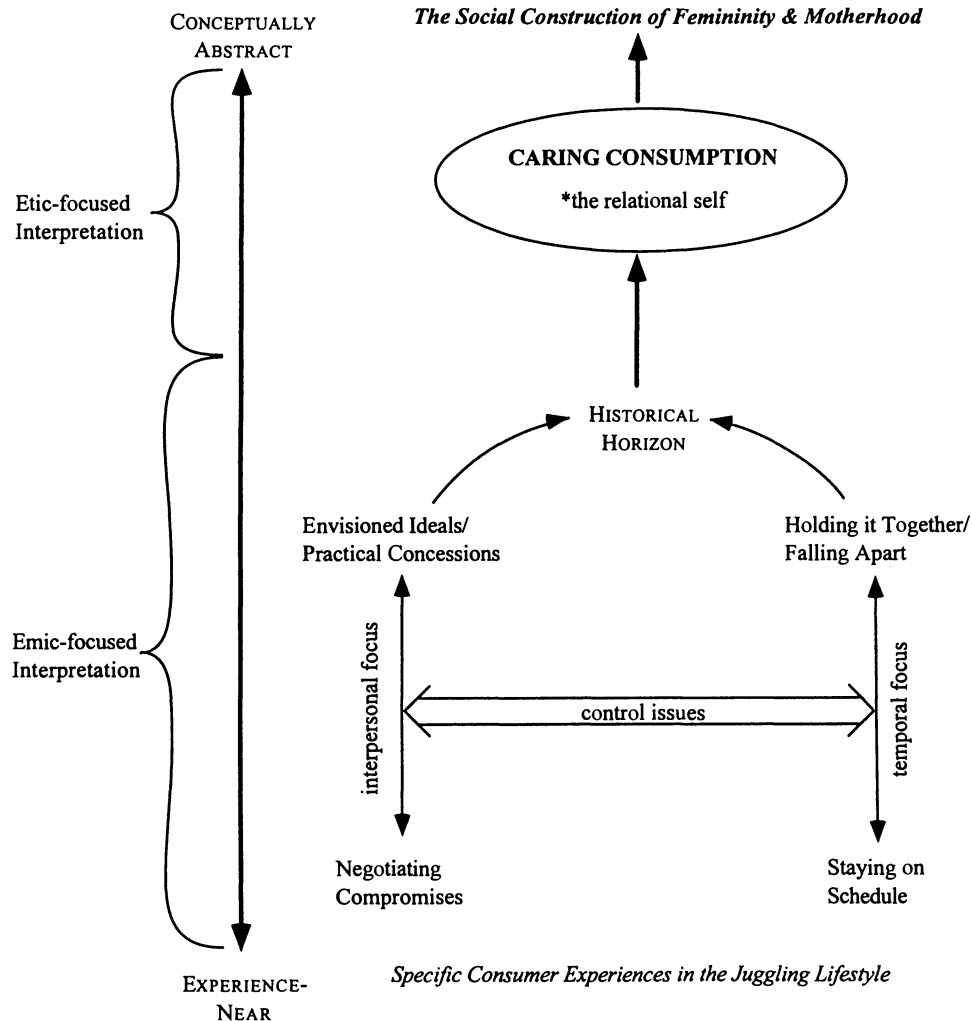 CONCEPTUALLY
ABSTRACT
The Social Construction of Femininity & Motherhood
CARING CONSUMPTION
*the relational self
Etic-focused
Interpretation
HISTORICAL
HORIZON
Envisioned Ideals/
Practical Concessions
Holding it Together/
Falling Apart
Emic-focused
Interpretation
interpersonal focus
control issues
temporal focus
Negotiating
Compromises
Staying on
Schedule
EXPERIENCE-
NEAR
Specific Consumer Experiences in the Juggling Lifestyle